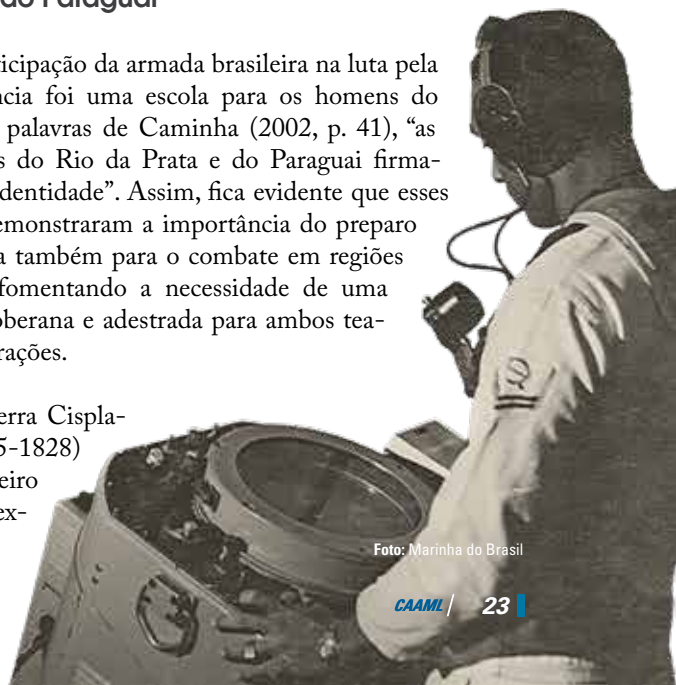 do Paraguai
icipação da armada brasileira na luta pela
ncia foi uma escola para os homens do
palavras de Caminha (2002, p. 41), “as
s do Rio da Prata e do Paraguai firma-
dentidade”. Assim, fica evidente que esses
emonstraram a importância do preparo
a também para o combate em regiões
fomentando a necessidade de uma
oberana e adestrada para ambos tea-
rações.
erra Cispla-
5-1828)
eiro
ex-
Foto: Marinha do Brasil
CAAML / 23